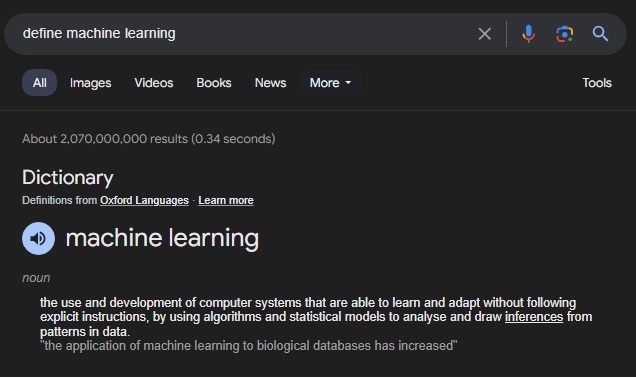 define machine learning
All Images Videos Books News More Tools
About 2,070,000,000 results (0.34 seconds)
Dictionary
Definitions from Oxford Languages · Learn more
machine learning
noun
the use and development of computer systems that are able to learn and adapt without following
explicit instructions, by using algorithms and statistical models to analyse and draw inferences from
patterns in data.
"the application of machine learning to biological databases has increased"